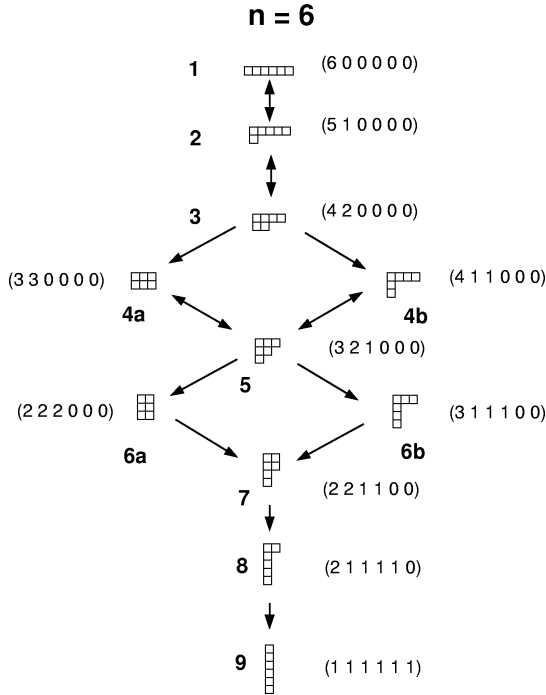 n = 6
1 (6 0 0 0 0 0)
2 (5 1 0 0 0 0)
3 (4 2 0 0 0 0)
(3 3 0 0 0 0) (4 1 1 0 0 0)
4a 4b
(3 2 1 0 0 0)
5
(2 2 2 0 0 0) (3 1 1 1 0 0)
6a 6b
7 (2 2 1 1 0 0)
8 (2 1 1 1 1 0)
9 (1 1 1 1 1 1)